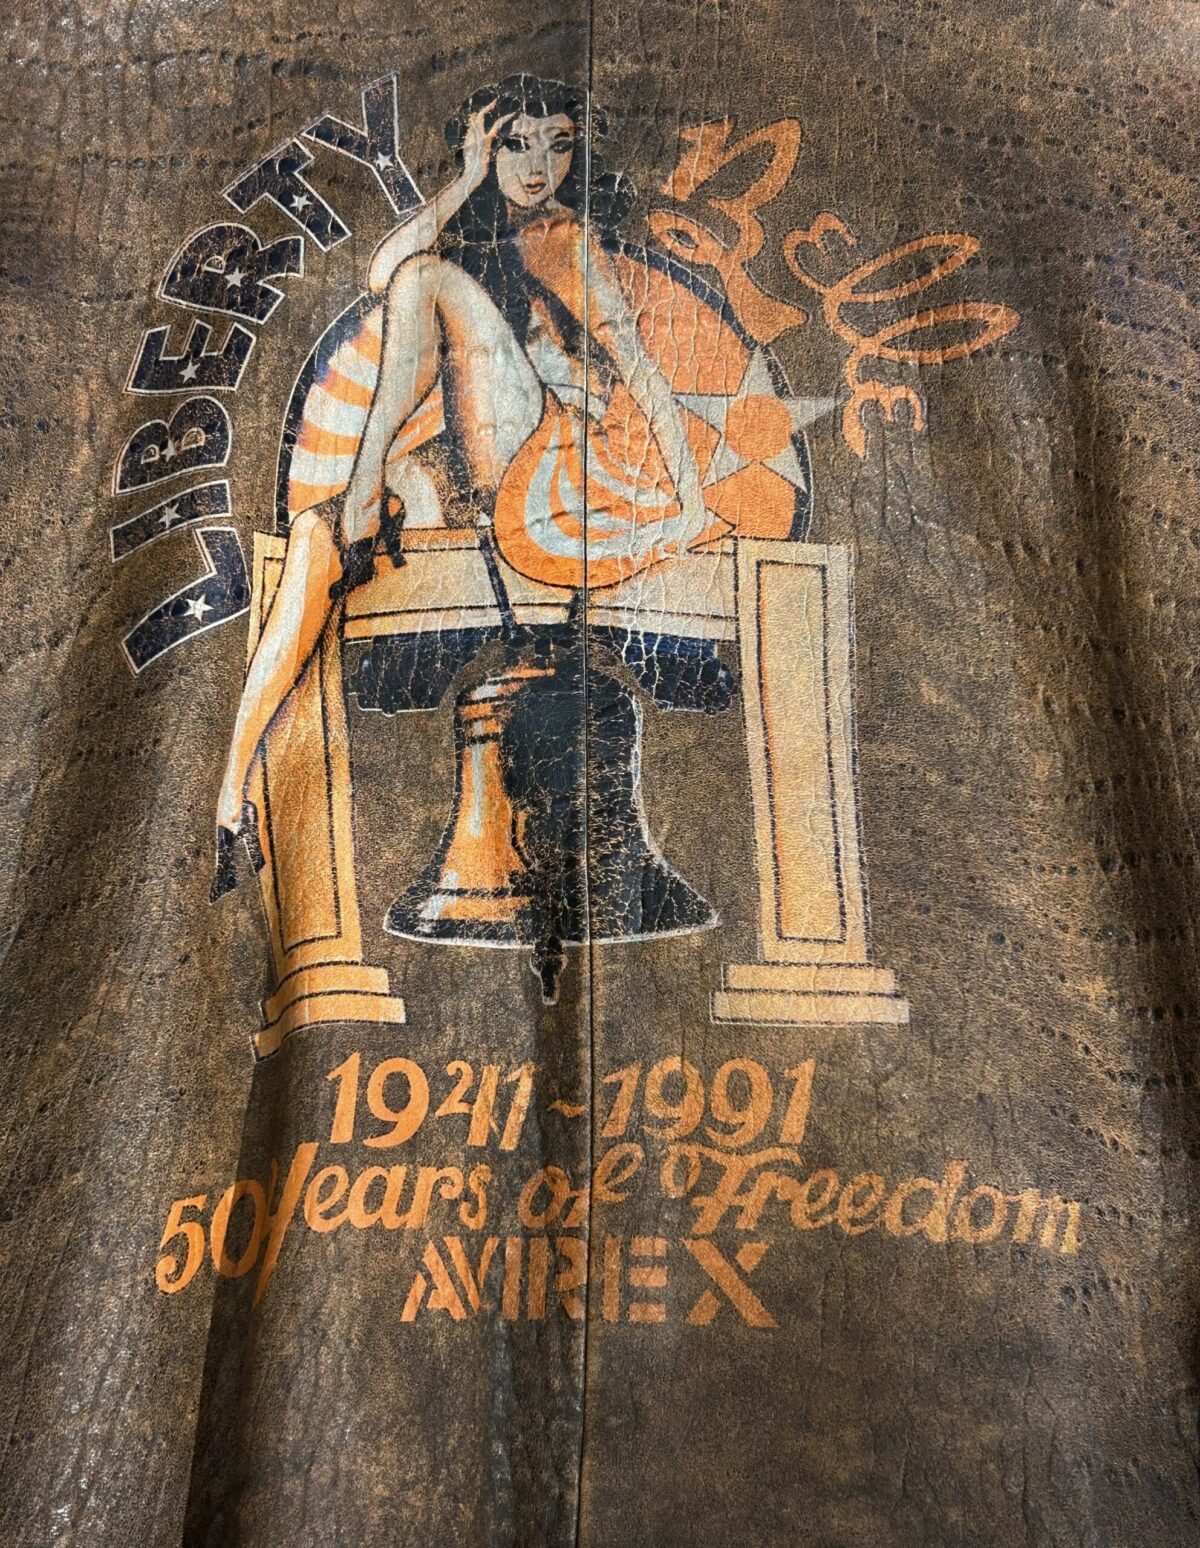 LIBERTY
Belle
1941~1991
50 Years of Freedom
AVIREX